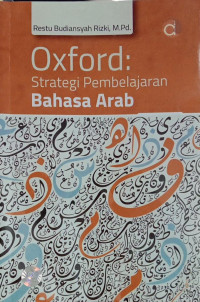 Restu Budiansyah Rizki, M.Pd.
Oxford:
Strategi Pembelajaran
Bahasa Arab